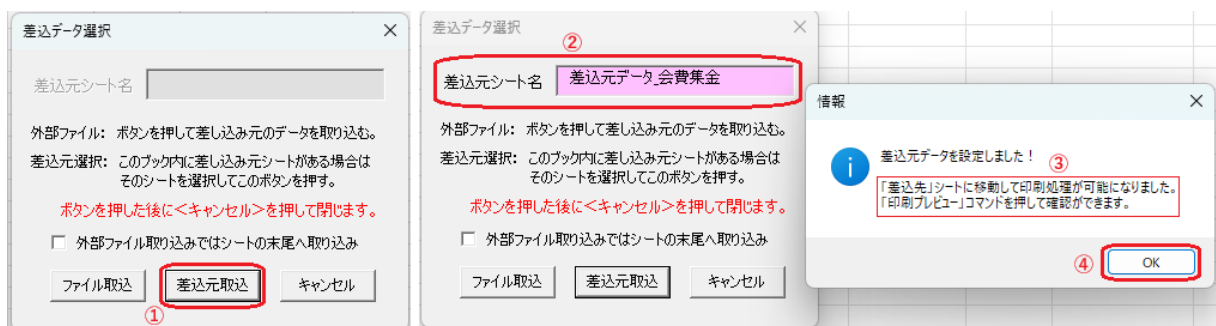 差込データ選択
差込元シート名
外部ファイル: ボタンを押して差し込み元のデータを取り込む。
差込元選択: このブック内に差し込み元シートがある場合は
そのシートを選択してこのボタンを押す。
ボタンを押した後に<キャンセル>を押して閉じます。
外部ファイル取り込みではシートの末尾へ取り込み
ファイル取込 差込元取込 キャンセル
①
差込データ選択
②
差込元シート名 差込元データ_会費集金
外部ファイル: ボタンを押して差し込み元のデータを取り込む。
差込元選択: このブック内に差し込み元シートがある場合は
そのシートを選択してこのボタンを押す。
ボタンを押した後に<キャンセル>を押して閉じます。
外部ファイル取り込みではシートの末尾へ取り込み
ファイル取込 差込元取込 キャンセル
情報
差込元データを設定しました！ ③
「差込先」シートに移動して印刷処理が可能になりました。
「印刷プレビュー」コマンドを押して確認ができます。
④ OK